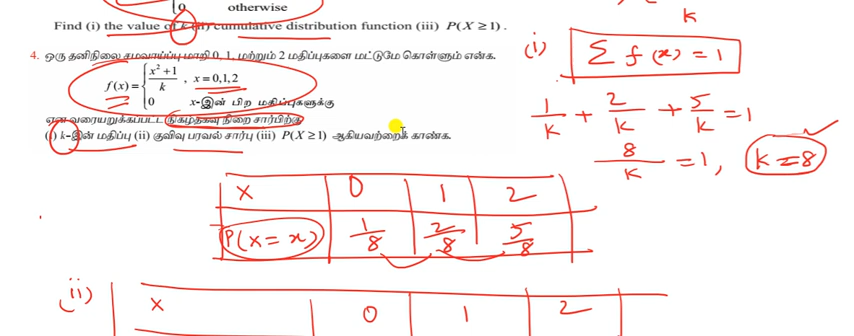 0 otherwise
Find (i) the value of k (ii) cumulative distribution function (iii) P(X ≥ 1) .
4. ஒரு தனிநிலை சமவாய்ப்பு மாறி 0, 1, மற்றும் 2 மதிப்புகளை மட்டுமே கொள்ளும் என்க.
f(x) = { (x² + 1)/k , x = 0,1,2
0 x-இன் பிற மதிப்புகளுக்கு
என வரையறுக்கப்பட்ட நிகழ்தகவு நிறை சார்பிற்கு
(i) k-இன் மதிப்பு (ii) குவிவு பரவல் சார்பு (iii) P(X ≥ 1) ஆகியவற்றைக் காண்க.
k
(i) Σ f(x) = 1
1/k + 2/k + 5/k = 1
8/k = 1, k = 8
X 0 1 2
P(X = x) 1/8 2/8 5/8
(ii) X 0 1 2